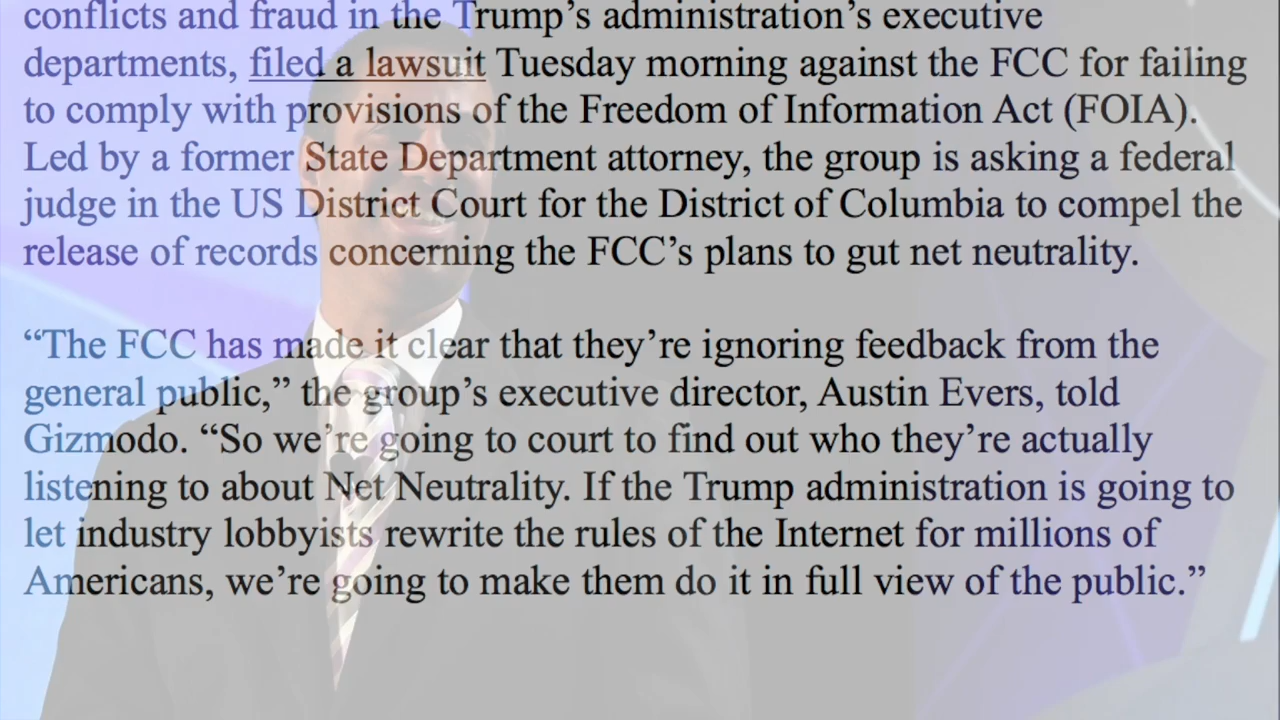 conflicts and fraud in the Trump’s administration’s executive
departments, filed a lawsuit Tuesday morning against the FCC for failing
to comply with provisions of the Freedom of Information Act (FOIA).
Led by a former State Department attorney, the group is asking a federal
judge in the US District Court for the District of Columbia to compel the
release of records concerning the FCC’s plans to gut net neutrality.
“The FCC has made it clear that they’re ignoring feedback from the
general public,” the group’s executive director, Austin Evers, told
Gizmodo. “So we’re going to court to find out who they’re actually
listening to about Net Neutrality. If the Trump administration is going to
let industry lobbyists rewrite the rules of the Internet for millions of
Americans, we’re going to make them do it in full view of the public.”